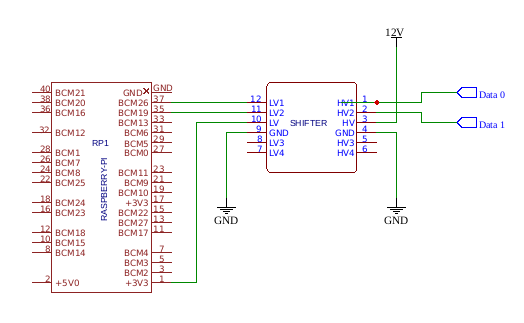 12V
40 BCM21 GND GND
38 BCM20 BCM26 37 12 LV1 HV1 1 Data 0
36 BCM16 BCM19 35 11 LV2 HV2 2
BCM13 33 10 LV SHIFTER HV 3 Data 1
32 BCM12 BCM6 31 9 GND GND 4
RP1 BCM5 29 8 LV3 HV3 5
28 BCM1 BCM0 27 7 LV4 HV4 6
26 BCM7
24 BCM8 BCM11 23
22 BCM25 BCM9 21
BCM10 19
18 BCM24 +3V3 17
16 BCM23 BCM22 15
BCM27 13
12 BCM18 BCM17 11
10 BCM15
8 BCM14 BCM4 7
BCM3 5
BCM2 3
2 +5V0 +3V3 1
RASPBERRY-PI
GND GND